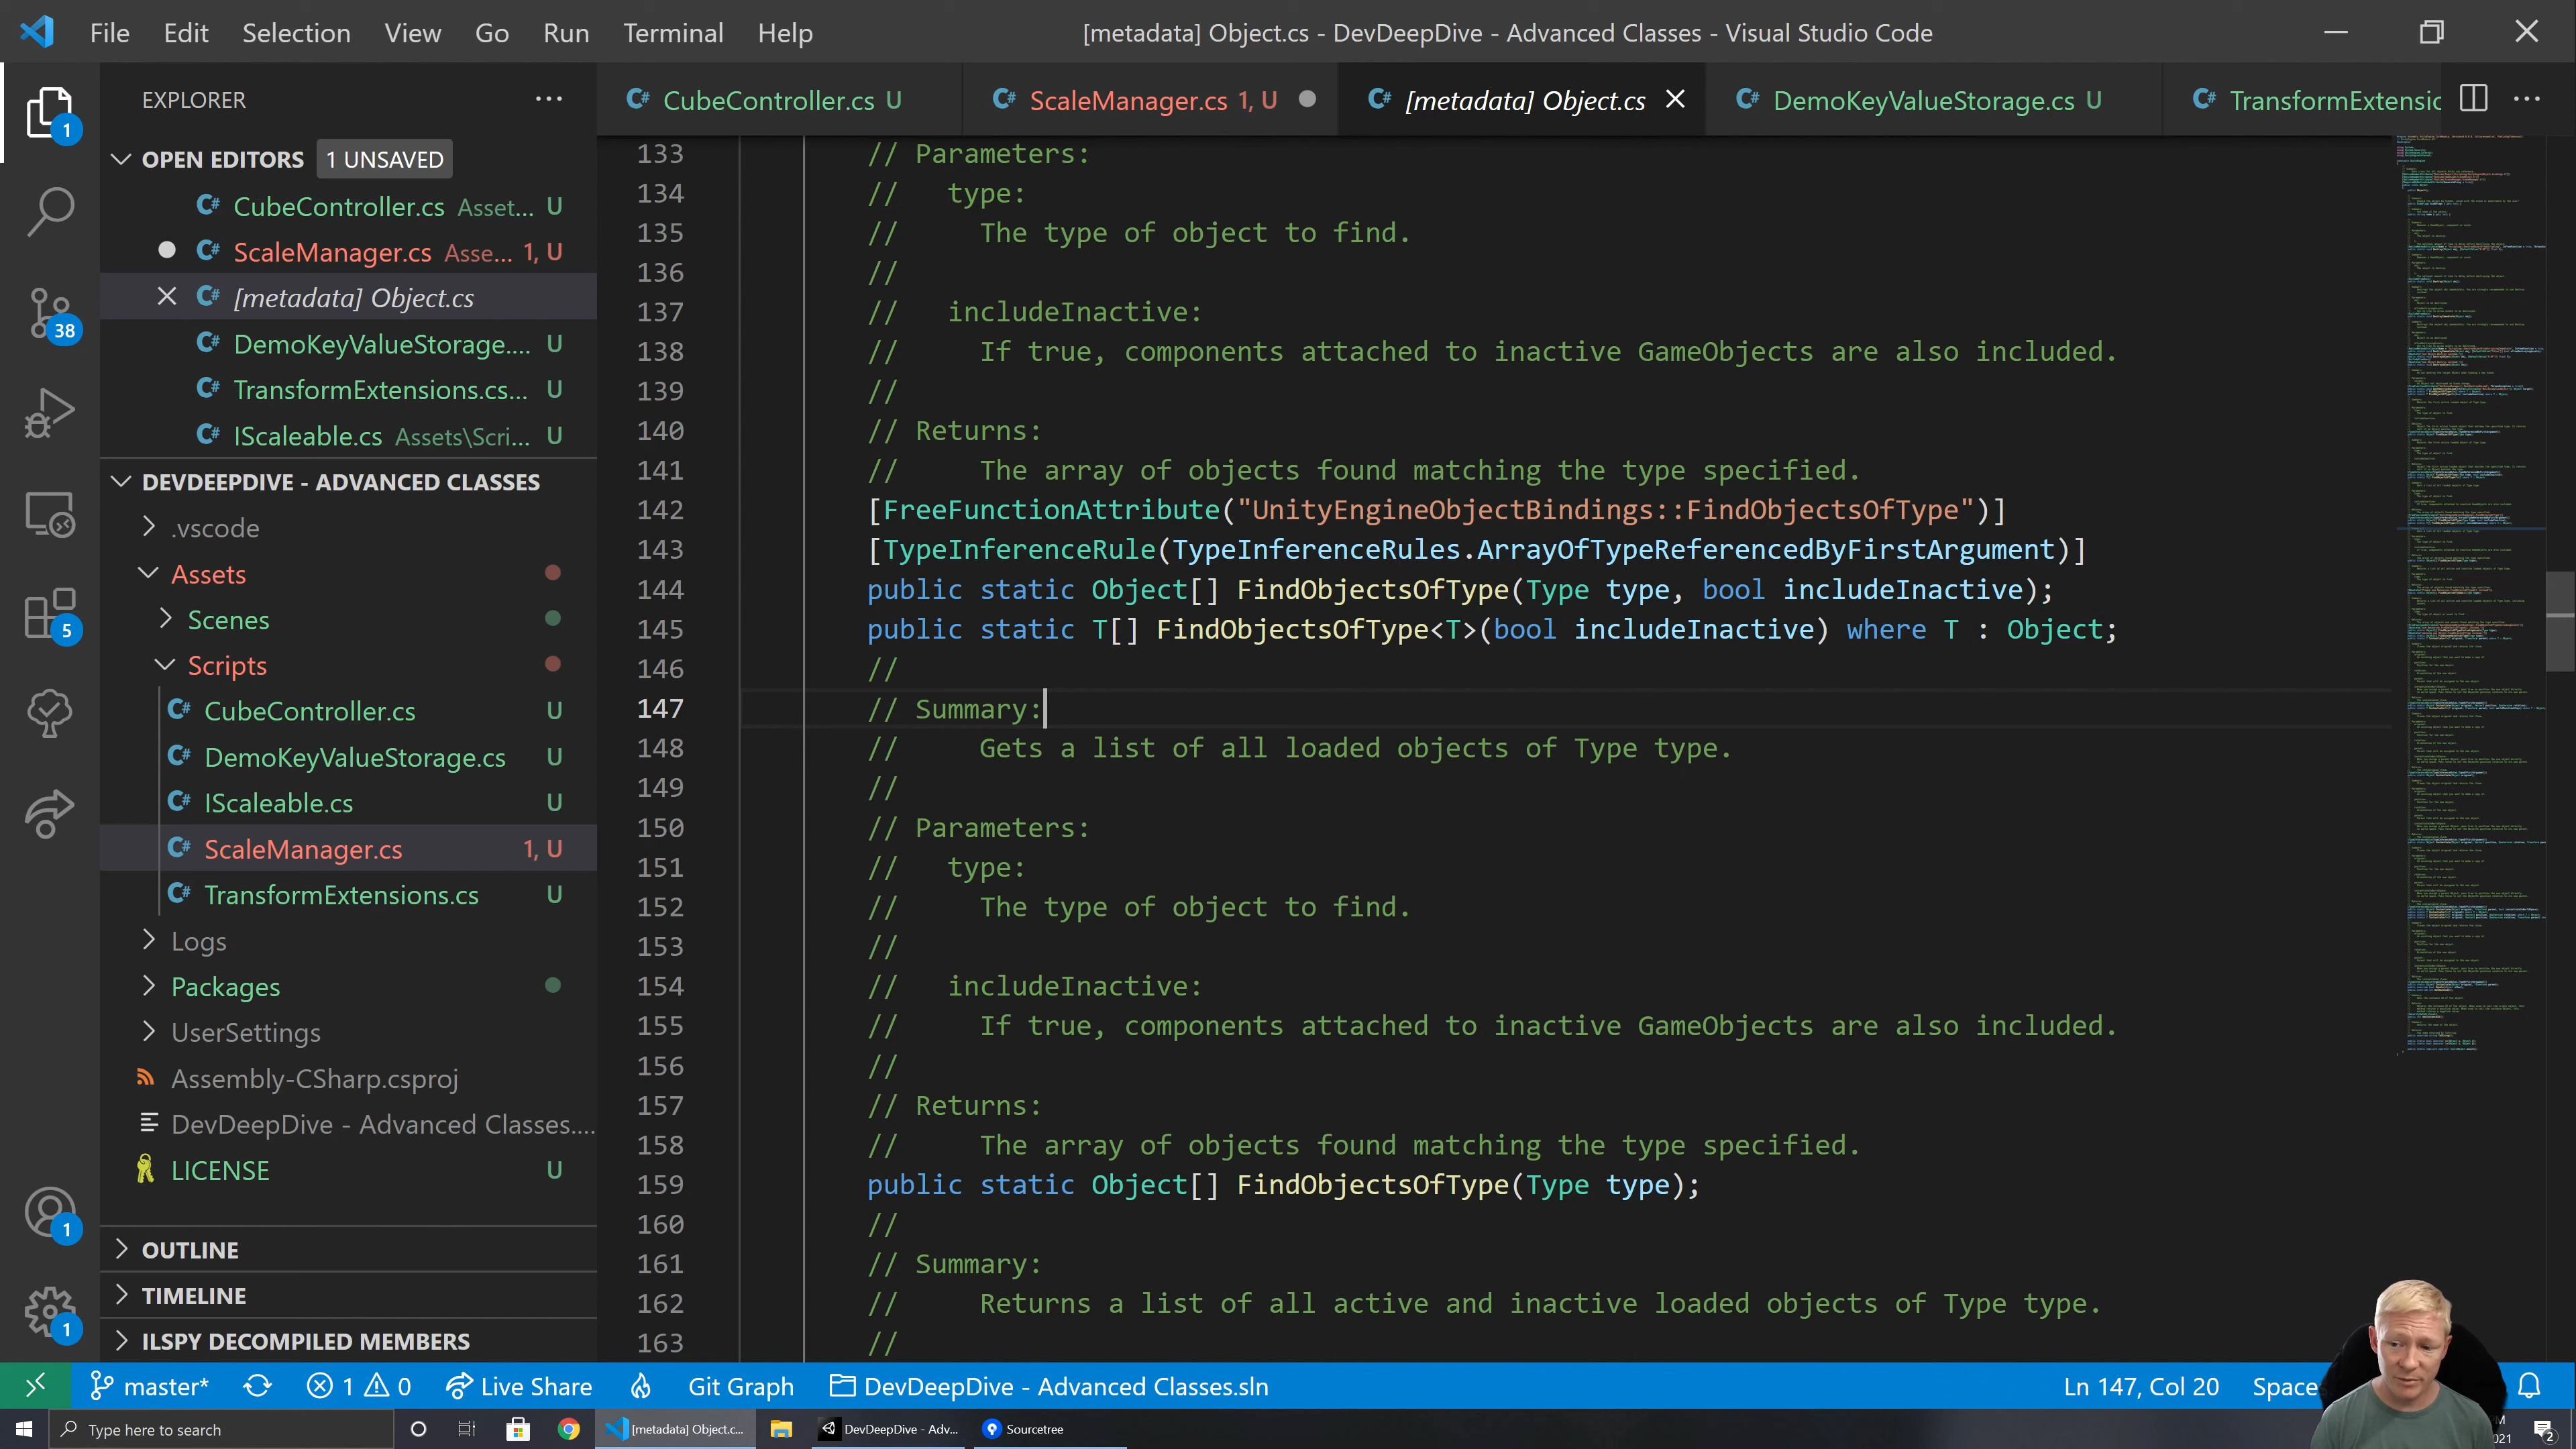 File Edit Selection View Go Run Terminal Help
[metadata] Object.cs - DevDeepDive - Advanced Classes - Visual Studio Code
EXPLORER
CubeController.cs U
ScaleManager.cs 1, U
[metadata] Object.cs
DemoKeyValueStorage.cs U
TransformExtensic
OPEN EDITORS 1 UNSAVED
CubeController.cs Asset... U
ScaleManager.cs Asse... 1, U
[metadata] Object.cs
DemoKeyValueStorage.... U
TransformExtensions.cs... U
IScaleable.cs Assets\Scri... U
DEVDEEPDIVE - ADVANCED CLASSES
.vscode
Assets
Scenes
Scripts
CubeController.cs U
DemoKeyValueStorage.cs U
IScaleable.cs U
ScaleManager.cs 1, U
TransformExtensions.cs U
Logs
Packages
UserSettings
Assembly-CSharp.csproj
DevDeepDive - Advanced Classes....
LICENSE U
OUTLINE
TIMELINE
ILSPY DECOMPILED MEMBERS
1
38
5
1
1
133 // Parameters:
134 //   type:
135 //     The type of object to find.
136 //
137 //   includeInactive:
138 //     If true, components attached to inactive GameObjects are also included.
139 //
140 // Returns:
141 //     The array of objects found matching the type specified.
142 [FreeFunctionAttribute("UnityEngineObjectBindings::FindObjectsOfType")]
143 [TypeInferenceRule(TypeInferenceRules.ArrayOfTypeReferencedByFirstArgument)]
144 public static Object[] FindObjectsOfType(Type type, bool includeInactive);
145 public static T[] FindObjectsOfType<T>(bool includeInactive) where T : Object;
146 //
147 // Summary:
148 //     Gets a list of all loaded objects of Type type.
149 //
150 // Parameters:
151 //   type:
152 //     The type of object to find.
153 //
154 //   includeInactive:
155 //     If true, components attached to inactive GameObjects are also included.
156 //
157 // Returns:
158 //     The array of objects found matching the type specified.
159 public static Object[] FindObjectsOfType(Type type);
160 //
161 // Summary:
162 //     Returns a list of all active and inactive loaded objects of Type type.
163 //
master* 1 0 Live Share Git Graph DevDeepDive - Advanced Classes.sln Ln 147, Col 20 Space
Type here to search [metadata] Object.c... DevDeepDive - Adv... Sourcetree 2